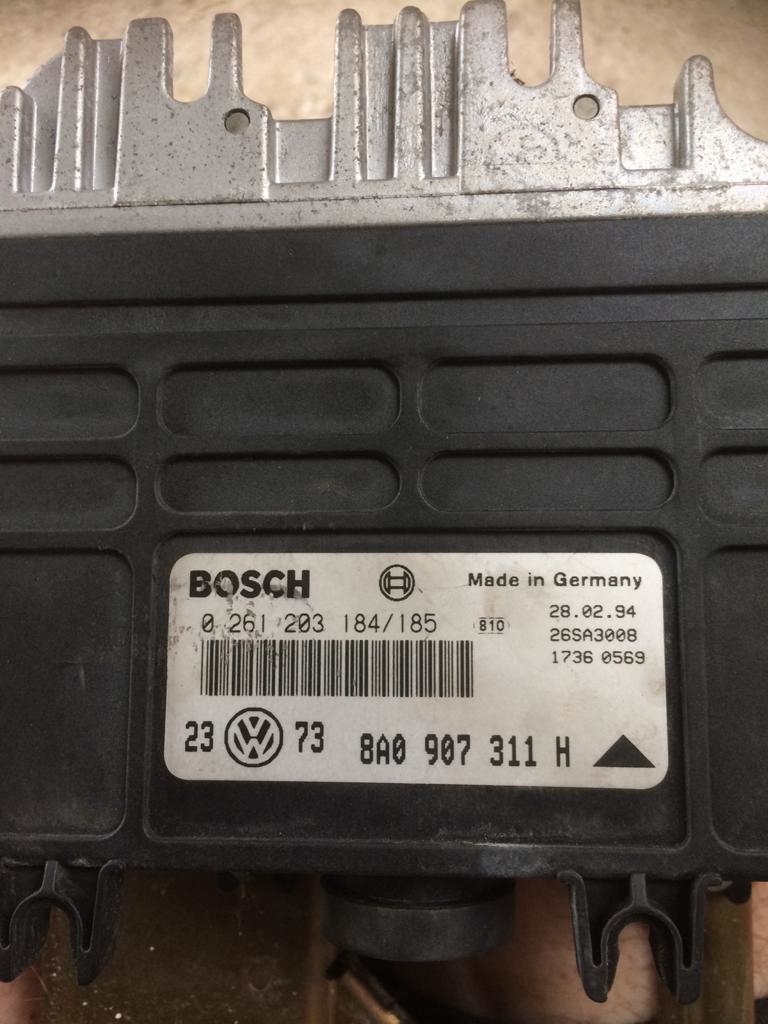 BOSCH Made in Germany
0 261 203 184/185 810 28.02.94
26SA3008
1736 0569
23 VW 73 8A0 907 311 H